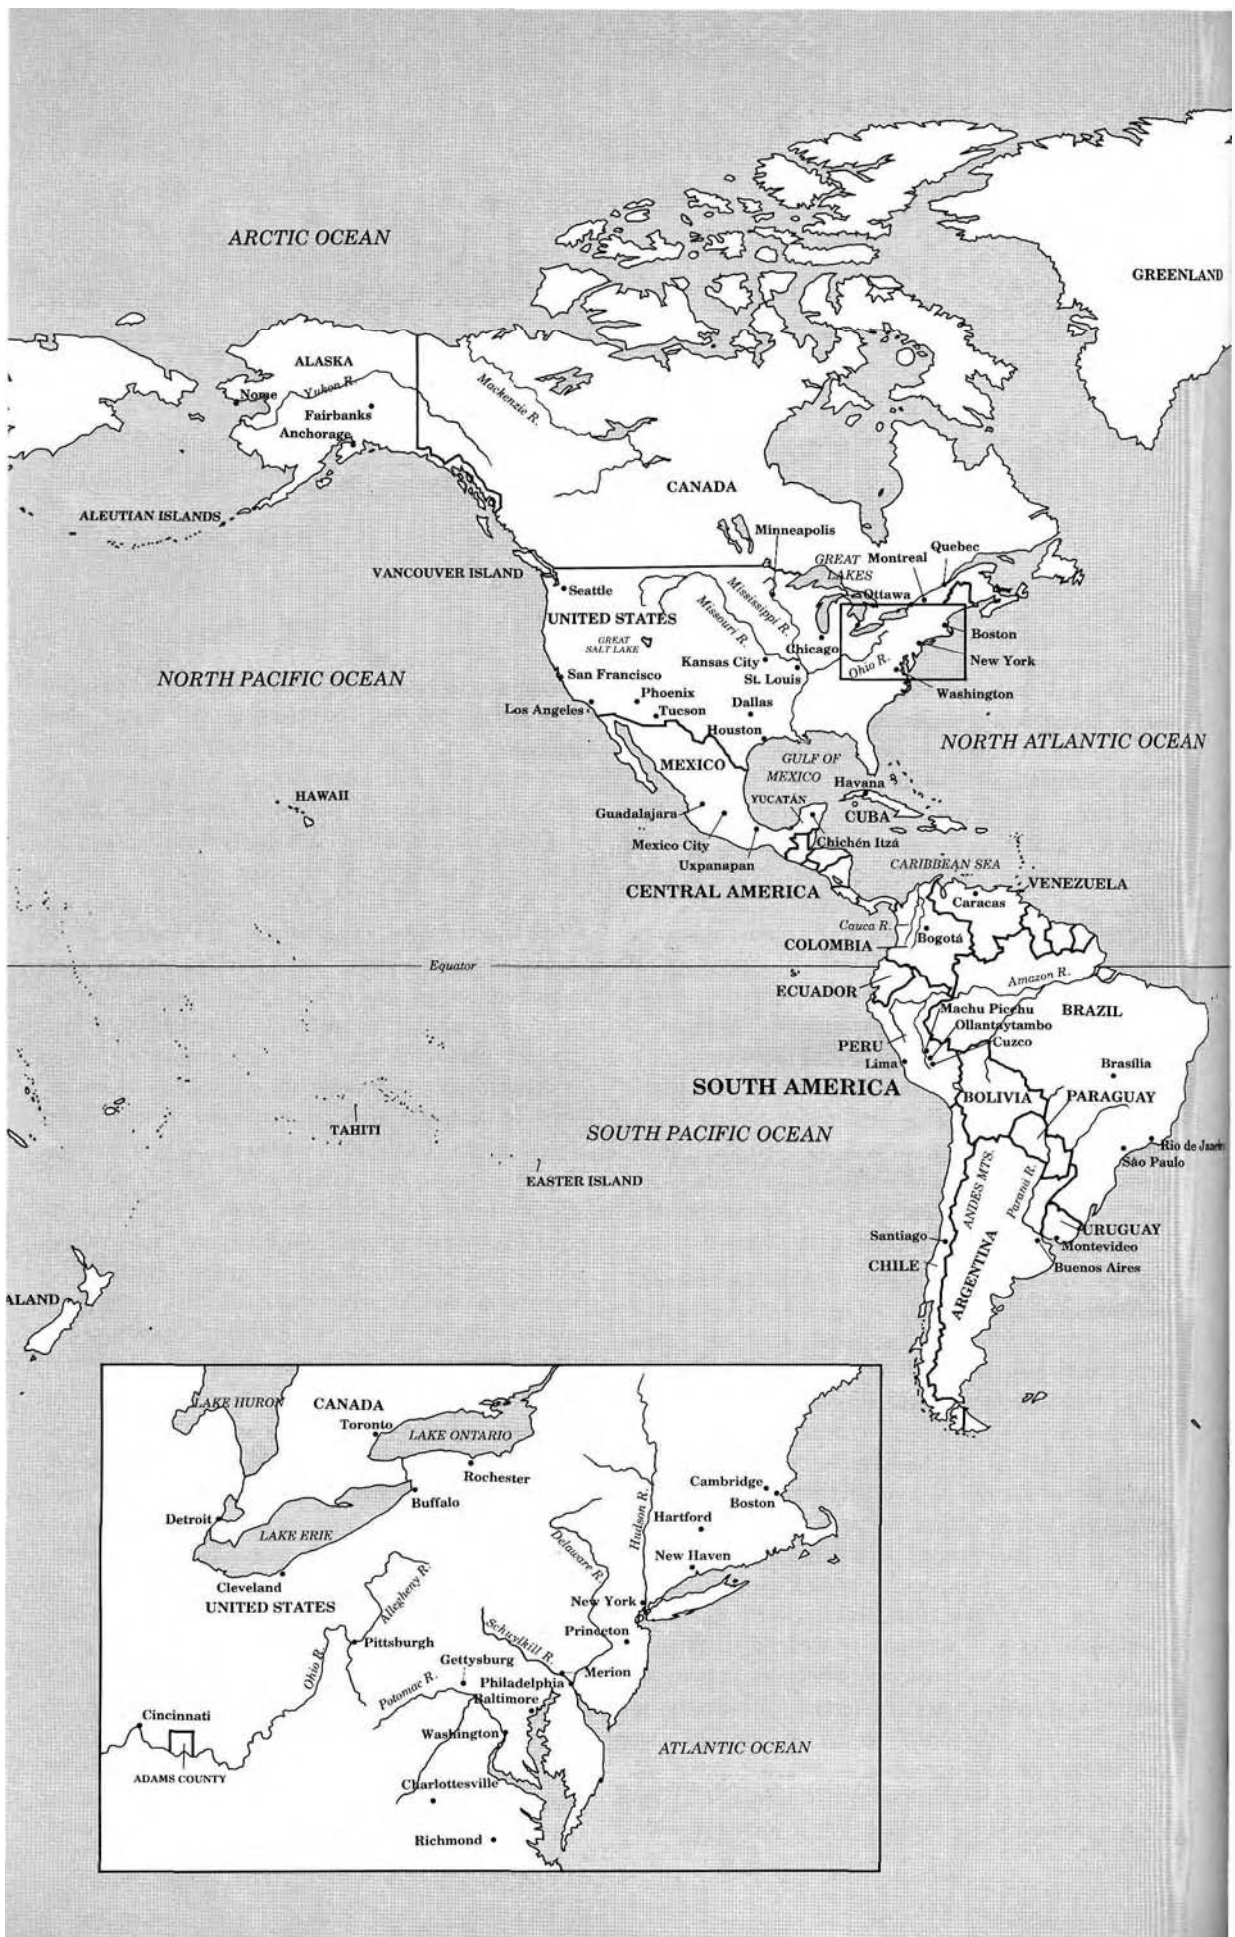 ARCTIC OCEAN
GREENLAND
ALASKA
Yukon R.
Nome
Mackenzie R.
Fairbanks
Anchorage
CANADA
ALEUTIAN ISLANDS
Minneapolis
Quebec
GREAT
LAKES
Montreal
VANCOUVER ISLAND
Seattle
Ottawa
UNITED STATES
Mississippi R.
Missouri R.
GREAT
SALT LAKE
Boston
Chicago
New York
Kansas City
Ohio R.
St. Louis
NORTH PACIFIC OCEAN
San Francisco
Washington
Phoenix
Dallas
Los Angeles
Tucson
Houston
NORTH ATLANTIC OCEAN
MEXICO
GULF OF
MEXICO
Havana
HAWAII
YUCATÁN
Guadalajara
CUBA
Mexico City
Chichén Itzá
Uxpanapan
CARIBBEAN SEA
CENTRAL AMERICA
VENEZUELA
Caracas
Cauca R.
Bogotá
COLOMBIA
Equator
Amazon R.
ECUADOR
Machu Picchu
BRAZIL
Ollantaytambo
PERU
Cuzco
Lima
Brasília
SOUTH AMERICA
BOLIVIA
PARAGUAY
TAHITI
SOUTH PACIFIC OCEAN
Rio de Janeiro
São Paulo
EASTER ISLAND
ANDES MTS.
Paraná R.
Santiago
URUGUAY
Montevideo
CHILE
Buenos Aires
ARGENTINA
ALAND
LAKE HURON
CANADA
Toronto
LAKE ONTARIO
Rochester
Buffalo
Cambridge
Boston
Detroit
Hudson R.
Hartford
LAKE ERIE
Delaware R.
New Haven
Cleveland
Allegheny R.
UNITED STATES
New York
Schuylkill R.
Princeton
Pittsburgh
Ohio R.
Gettysburg
Merion
Potomac R.
Philadelphia
Baltimore
Cincinnati
Washington
ATLANTIC OCEAN
ADAMS COUNTY
Charlottesville
Richmond